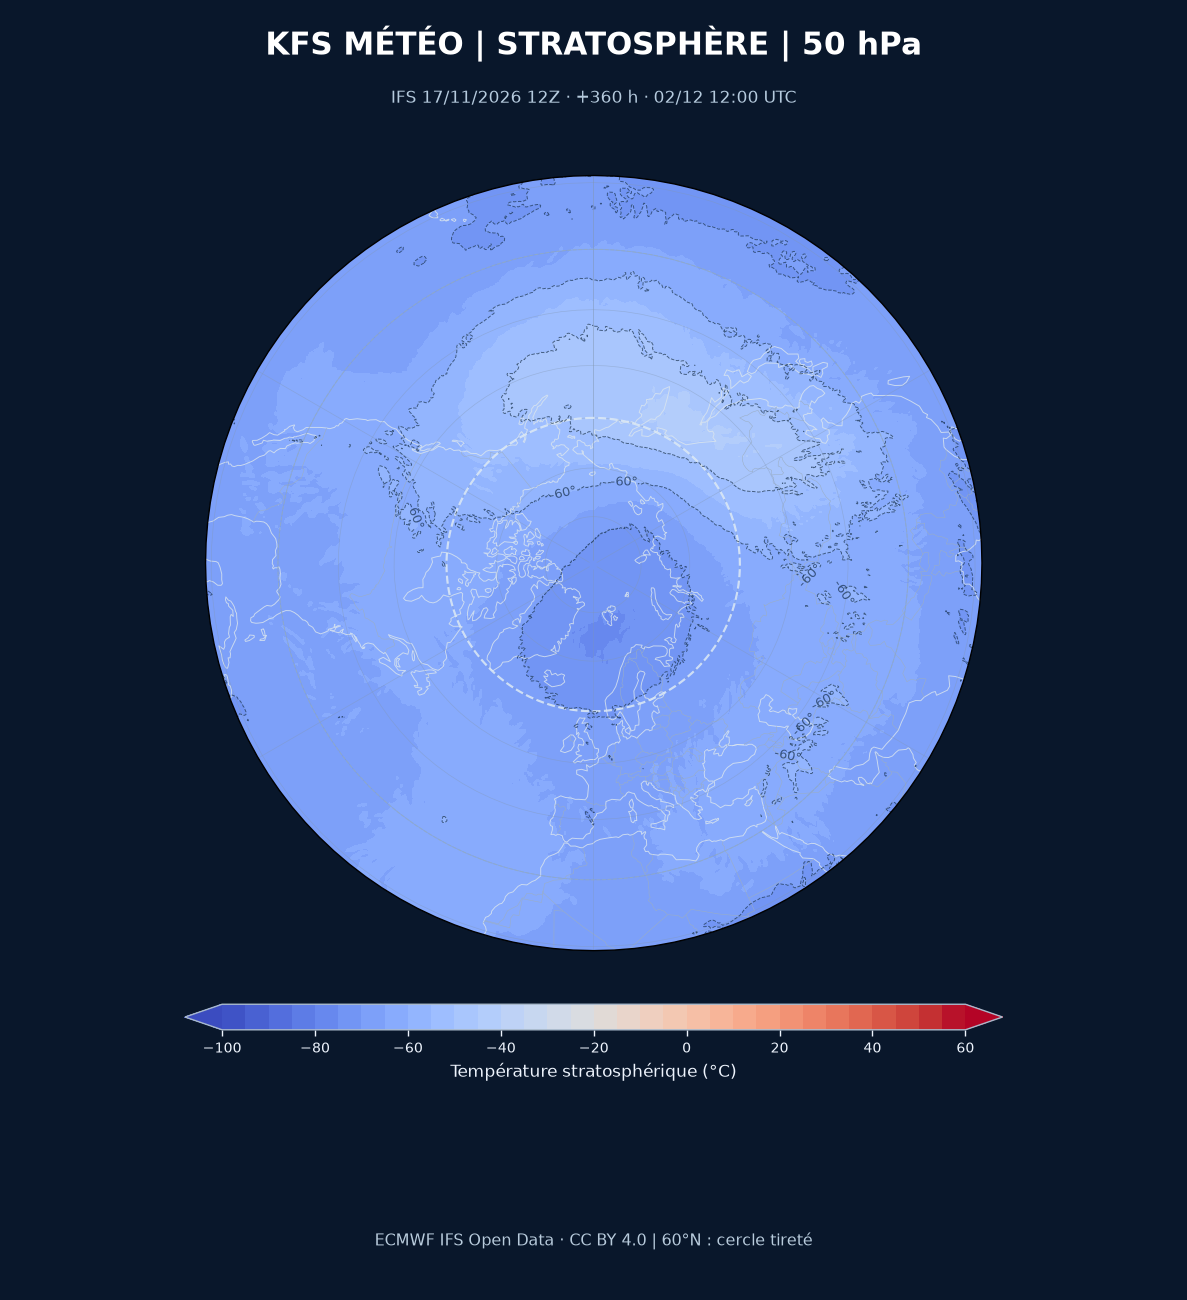 KFS MÉTÉO | STRATOSPHÈRE | 50 hPa
IFS 17/11/2026 12Z · +360 h · 02/12 12:00 UTC
-60°
60°
60°
-60°
60°
-60°
60°
-60°
−100 −80 −60 −40 −20 0 20 40 60
Température stratosphérique (°C)
ECMWF IFS Open Data · CC BY 4.0 | 60°N : cercle tireté